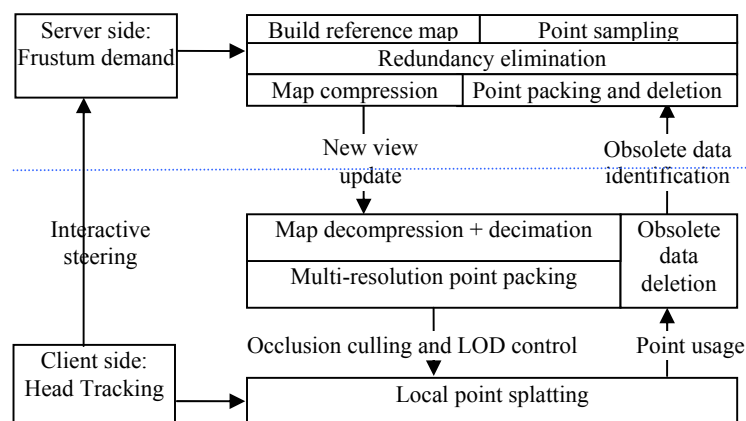 Server side:
Frustum demand
Build reference map
Point sampling
Redundancy elimination
Map compression
Point packing and deletion
New view
update
Obsolete data
identification
Interactive
steering
Map decompression + decimation
Multi-resolution point packing
Obsolete
data
deletion
Occlusion culling and LOD control
Point usage
Client side:
Head Tracking
Local point splatting